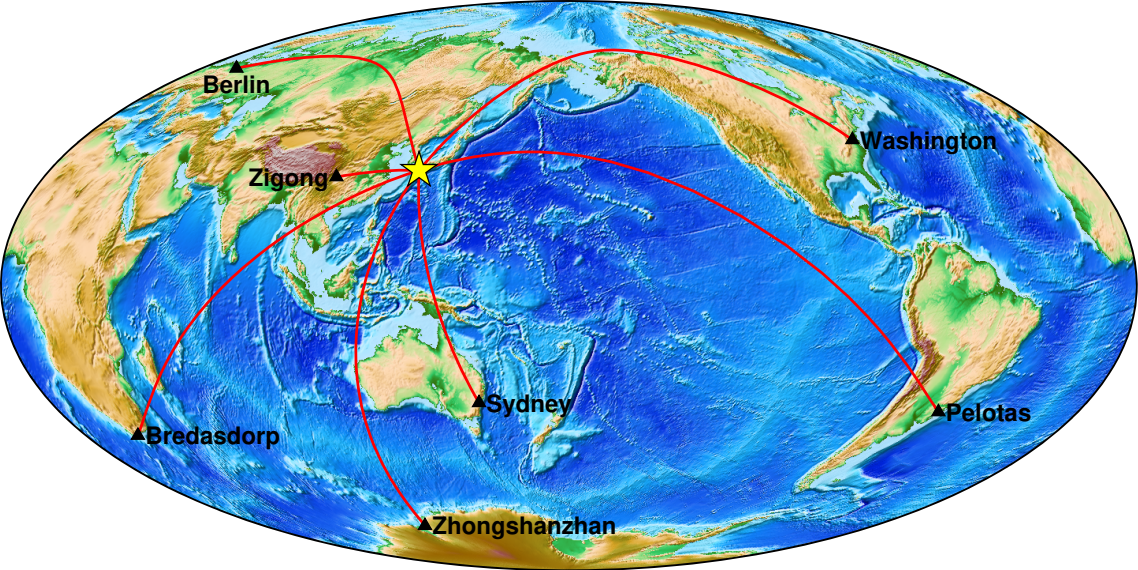 Berlin
Washington
Zigong
Sydney
Pelotas
Bredasdorp
Zhongshanzhan